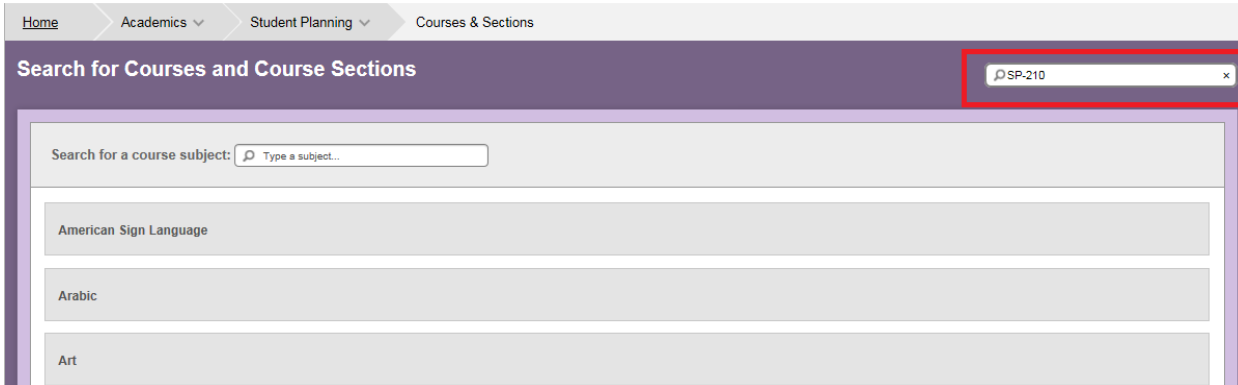 Home Academics Student Planning Courses & Sections
Search for Courses and Course Sections
SP-210 ×
Search for a course subject: Type a subject...
American Sign Language
Arabic
Art